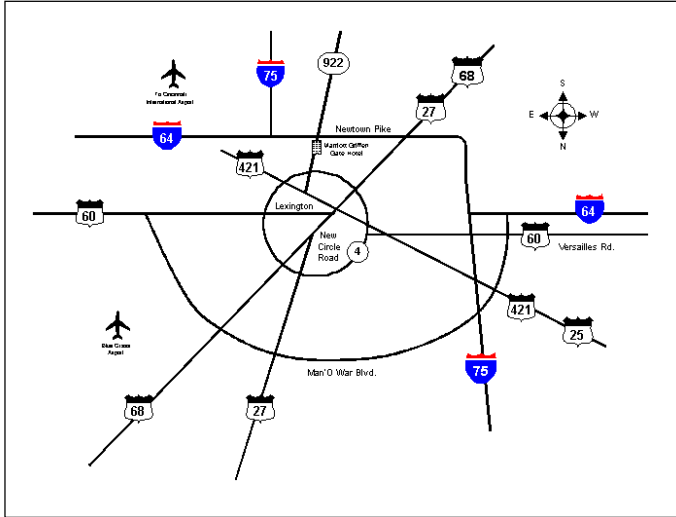 75
922
68
To Cincinnati
International Airport
27
S
E W
N
64
Newtown Pike
Marriott Griffen
Gate Hotel
421
Lexington
60
64
New
Circle
Road
4
60
Versailles Rd.
421
25
Blue Grass
Airport
Man'O War Blvd.
75
68
27